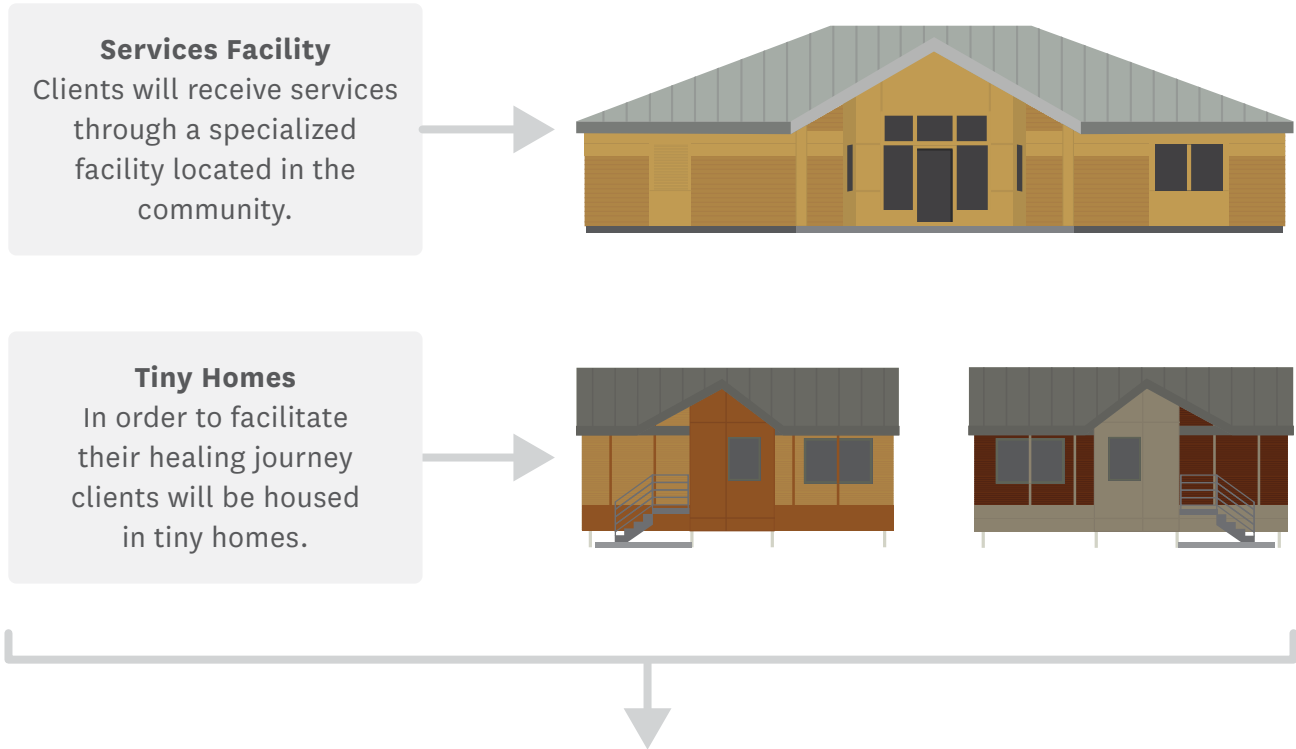 Services Facility
Clients will receive services
through a specialized
facility located in the
community.
Tiny Homes
In order to facilitate
their healing journey
clients will be housed
in tiny homes.